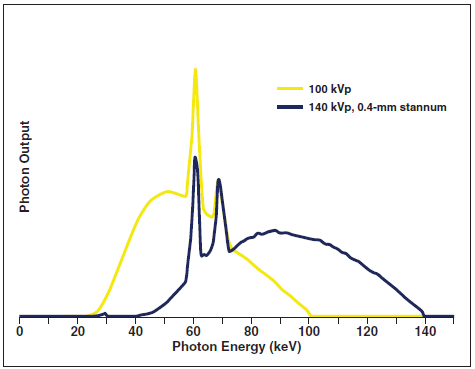 100 kVp
140 kVp, 0.4-mm stannum
Photon Output
0 20 40 60 80 100 120 140
Photon Energy (keV)